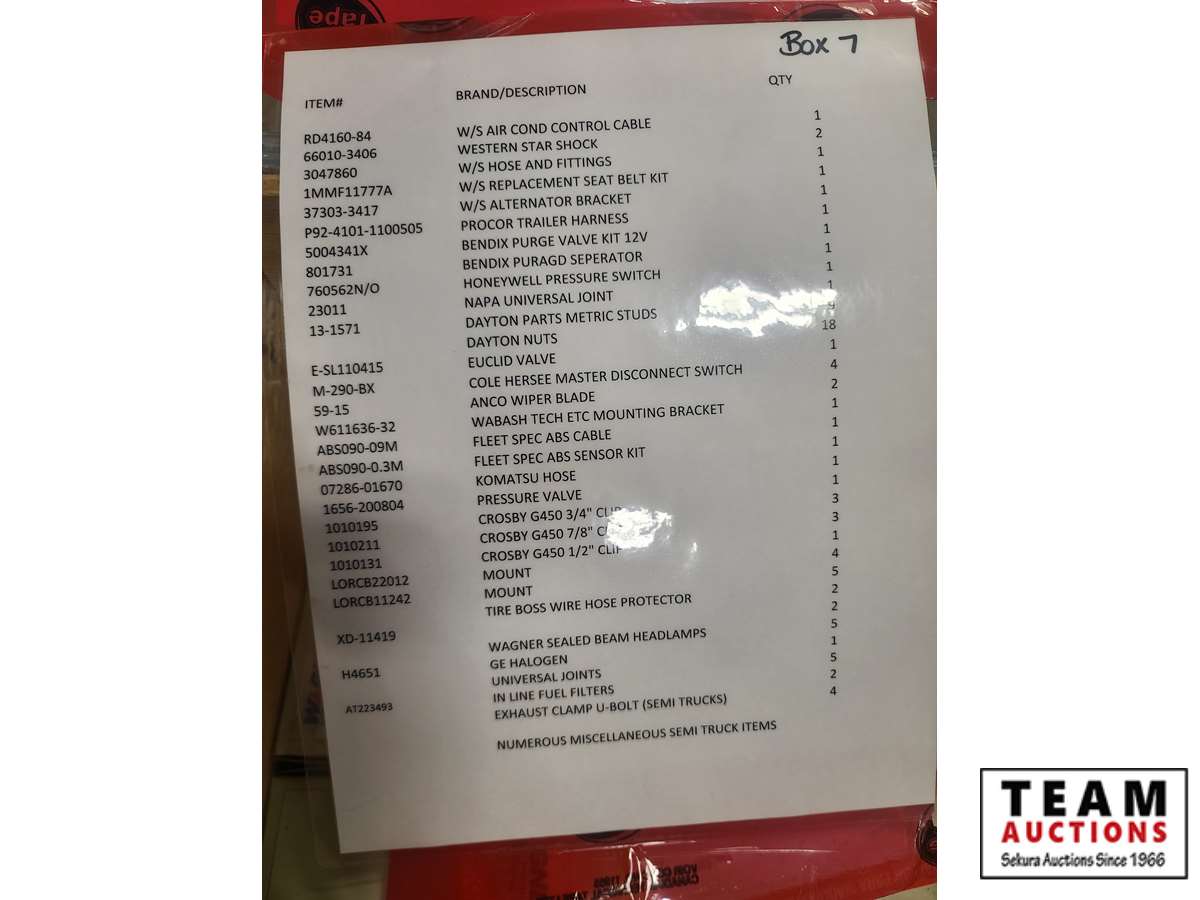 Tape
Box 7
ITEM# BRAND/DESCRIPTION QTY
RD4160-84 W/S AIR COND CONTROL CABLE 1
66010-3406 WESTERN STAR SHOCK 2
3047860 W/S HOSE AND FITTINGS 1
1MMF11777A W/S REPLACEMENT SEAT BELT KIT 1
37303-3417 W/S ALTERNATOR BRACKET 1
P92-4101-1100505 PROCOR TRAILER HARNESS 1
5004341X BENDIX PURGE VALVE KIT 12V 1
801731 BENDIX PURAGD SEPERATOR 1
760562N/O HONEYWELL PRESSURE SWITCH 1
23011 NAPA UNIVERSAL JOINT 1
13-1571 DAYTON PARTS METRIC STUDS 9
DAYTON NUTS 18
E-SL110415 EUCLID VALVE 1
M-290-BX COLE HERSEE MASTER DISCONNECT SWITCH 4
59-15 ANCO WIPER BLADE 2
W611636-32 WABASH TECH ETC MOUNTING BRACKET 1
ABS090-09M FLEET SPEC ABS CABLE 1
ABS090-0.3M FLEET SPEC ABS SENSOR KIT 1
07286-01670 KOMATSU HOSE 1
1656-200804 PRESSURE VALVE 1
1010195 CROSBY G450 3/4" CLIP 3
1010211 CROSBY G450 7/8" 3
1010131 CROSBY G450 1/2" CLIP 1
LORCB22012 MOUNT 4
LORCB11242 MOUNT 5
TIRE BOSS WIRE HOSE PROTECTOR 2
XD-11419 2
WAGNER SEALED BEAM HEADLAMPS 5
H4651 GE HALOGEN 1
UNIVERSAL JOINTS 5
AT223493 IN LINE FUEL FILTERS 2
EXHAUST CLAMP U-BOLT (SEMI TRUCKS) 4
NUMEROUS MISCELLANEOUS SEMI TRUCK ITEMS
TEAM
AUCTIONS
Sekura Auctions Since 1966